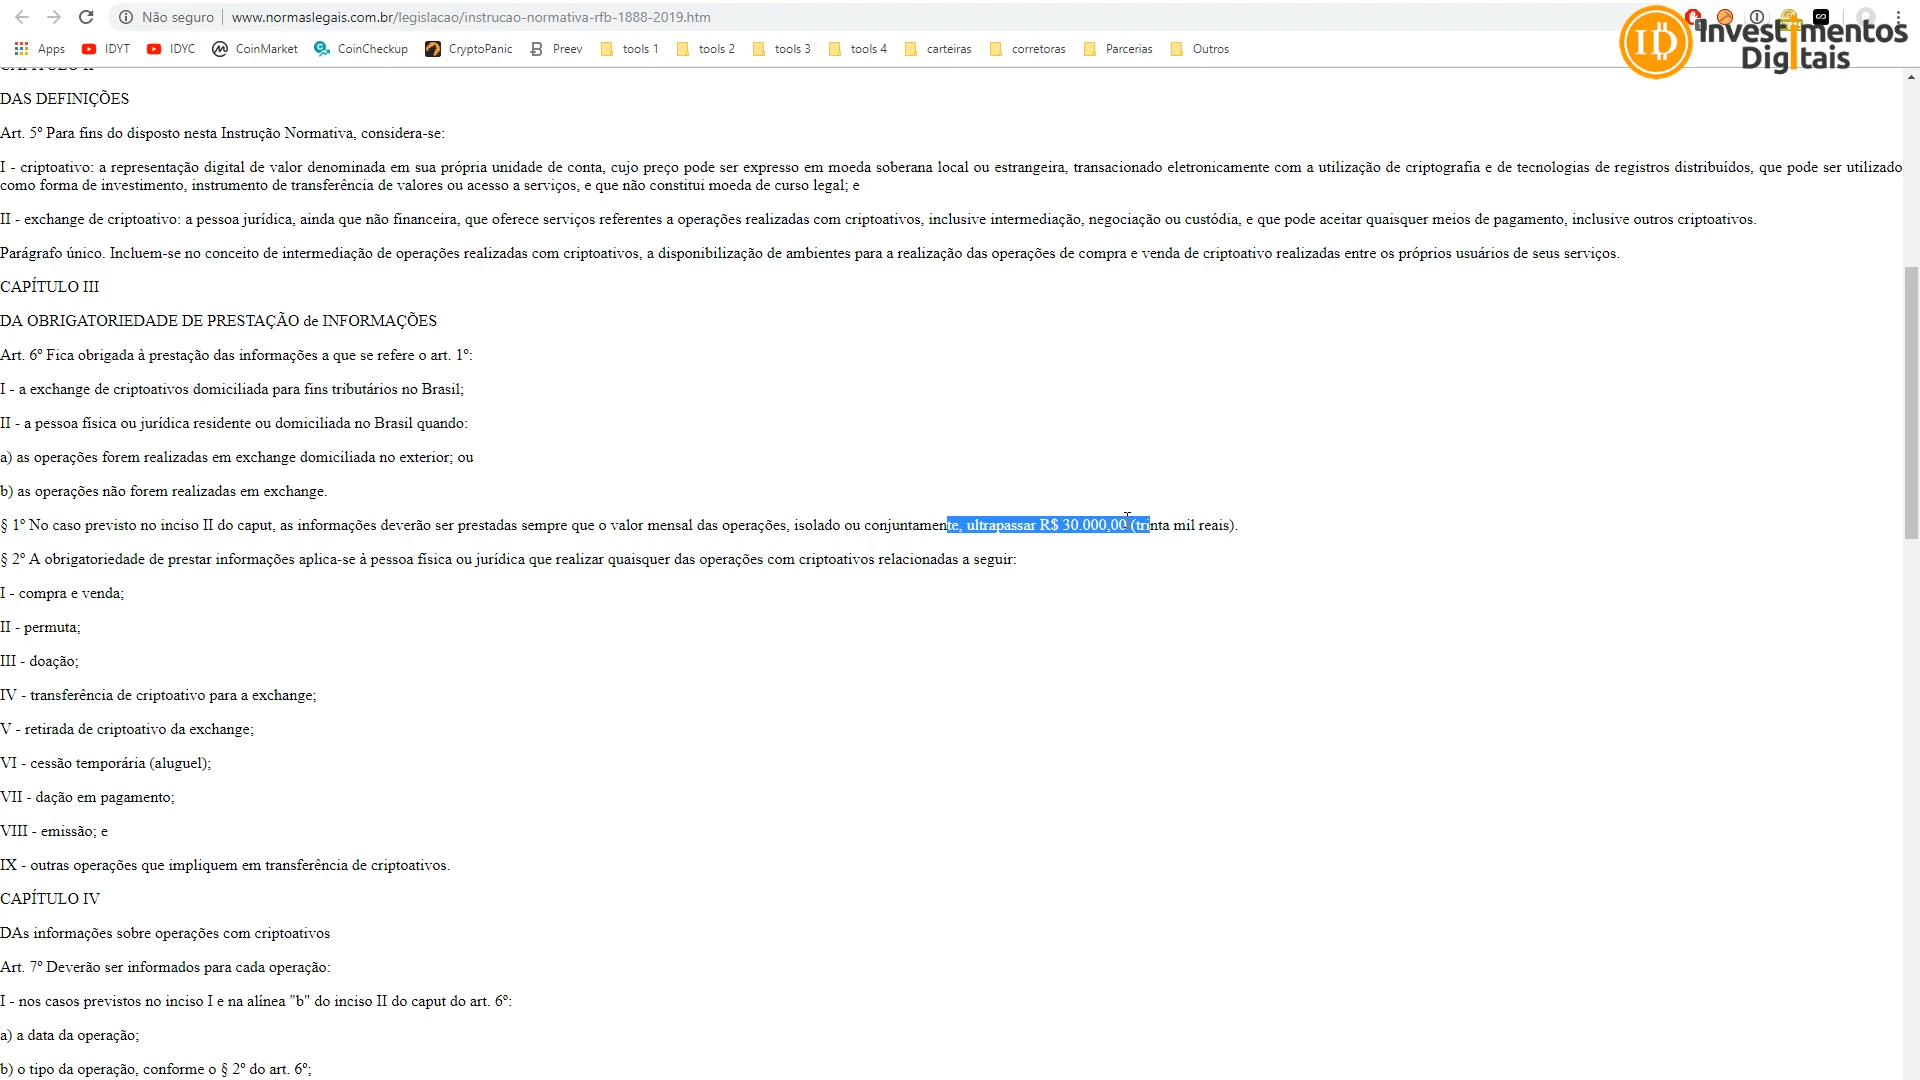 Não seguro www.normaslegais.com.br/legislacao/instrucao-normativa-rfb-1888-2019.htm
Apps IDYT IDYC CoinMarket CoinCheckup CryptoPanic Preev tools 1 tools 2 tools 3 tools 4 carteiras corretoras Parcerias Outros
Investimentos
Digitais
CAPÍTULO II
DAS DEFINIÇÕES
Art. 5º Para fins do disposto nesta Instrução Normativa, considera-se:
I - criptoativo: a representação digital de valor denominada em sua própria unidade de conta, cujo preço pode ser expresso em moeda soberana local ou estrangeira, transacionado eletronicamente com a utilização de criptografia e de tecnologias de registros distribuídos, que pode ser utilizado
como forma de investimento, instrumento de transferência de valores ou acesso a serviços, e que não constitui moeda de curso legal; e
II - exchange de criptoativo: a pessoa jurídica, ainda que não financeira, que oferece serviços referentes a operações realizadas com criptoativos, inclusive intermediação, negociação ou custódia, e que pode aceitar quaisquer meios de pagamento, inclusive outros criptoativos.
Parágrafo único. Incluem-se no conceito de intermediação de operações realizadas com criptoativos, a disponibilização de ambientes para a realização das operações de compra e venda de criptoativo realizadas entre os próprios usuários de seus serviços.
CAPÍTULO III
DA OBRIGATORIEDADE DE PRESTAÇÃO de INFORMAÇÕES
Art. 6º Fica obrigada à prestação das informações a que se refere o art. 1º:
I - a exchange de criptoativos domiciliada para fins tributários no Brasil;
II - a pessoa física ou jurídica residente ou domiciliada no Brasil quando:
a) as operações forem realizadas em exchange domiciliada no exterior; ou
b) as operações não forem realizadas em exchange.
§ 1º No caso previsto no inciso II do caput, as informações deverão ser prestadas sempre que o valor mensal das operações, isolado ou conjuntamente, ultrapassar R$ 30.000,00 (trinta mil reais).
§ 2º A obrigatoriedade de prestar informações aplica-se à pessoa física ou jurídica que realizar quaisquer das operações com criptoativos relacionadas a seguir:
I - compra e venda;
II - permuta;
III - doação;
IV - transferência de criptoativo para a exchange;
V - retirada de criptoativo da exchange;
VI - cessão temporária (aluguel);
VII - dação em pagamento;
VIII - emissão; e
IX - outras operações que impliquem em transferência de criptoativos.
CAPÍTULO IV
DAs informações sobre operações com criptoativos
Art. 7º Deverão ser informados para cada operação:
I - nos casos previstos no inciso I e na alínea "b" do inciso II do caput do art. 6º:
a) a data da operação;
b) o tipo da operação, conforme o § 2º do art. 6º;